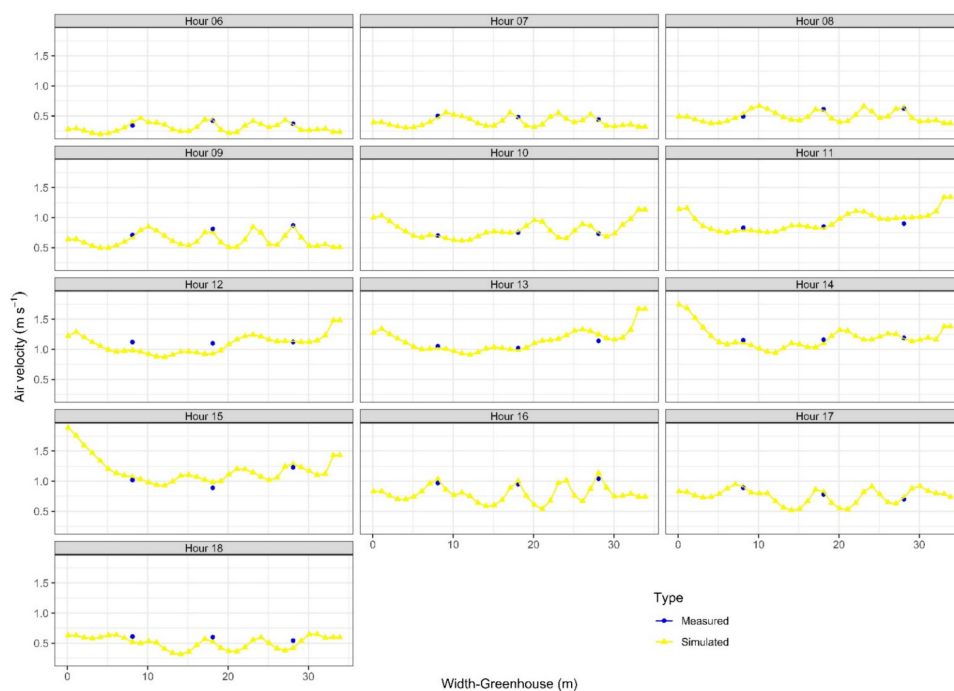 Hour 06 Hour 07 Hour 08
1.5
1.0
0.5
Hour 09 Hour 10 Hour 11
1.5
1.0
0.5
Hour 12 Hour 13 Hour 14
1.5
1.0
0.5
Hour 15 Hour 16 Hour 17
1.5
1.0
0.5
0 10 20 30 0 10 20 30
Hour 18
1.5
1.0
0.5
0 10 20 30
Air velocity (m s⁻¹)
Width-Greenhouse (m)
Type
Measured
Simulated